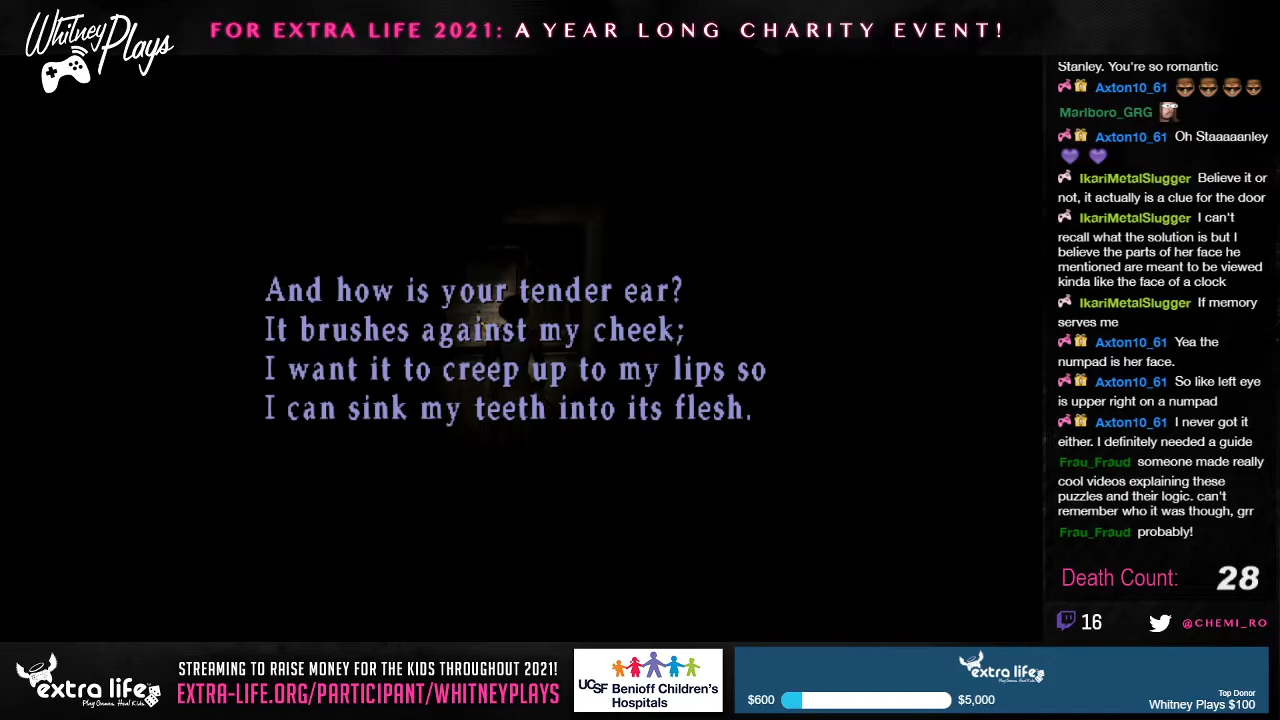 Whitney Plays
FOR EXTRA LIFE 2021: A YEAR LONG CHARITY EVENT!
And how is your tender ear?
It brushes against my cheek;
I want it to creep up to my lips so
I can sink my teeth into its flesh.
Stanley. You're so romantic
Axton10_61
Marlboro_GRG
Axton10_61 Oh Staaaaanley
IkariMetalSlugger Believe it or
not, it actually is a clue for the door
IkariMetalSlugger I can't
recall what the solution is but I
believe the parts of her face he
mentioned are meant to be viewed
kinda like the face of a clock
IkariMetalSlugger If memory
serves me
Axton10_61 Yea the
numpad is her face.
Axton10_61 So like left eye
is upper right on a numpad
Axton10_61 I never got it
either. I definitely needed a guide
Frau_Fraud someone made really
cool videos explaining these
puzzles and their logic. can't
remember who it was though, grr
Frau_Fraud probably!
Death Count: 28
16 @CHEMI_RO
extra life
Play Games. Heal Kids.
STREAMING TO RAISE MONEY FOR THE KIDS THROUGHOUT 2021!
EXTRA-LIFE.ORG/PARTICIPANT/WHITNEYPLAYS
UCSF Benioff Children's
Hospitals
extra life
Play Games. Heal Kids.
$600 $5,000
Top Donor
Whitney Plays $100